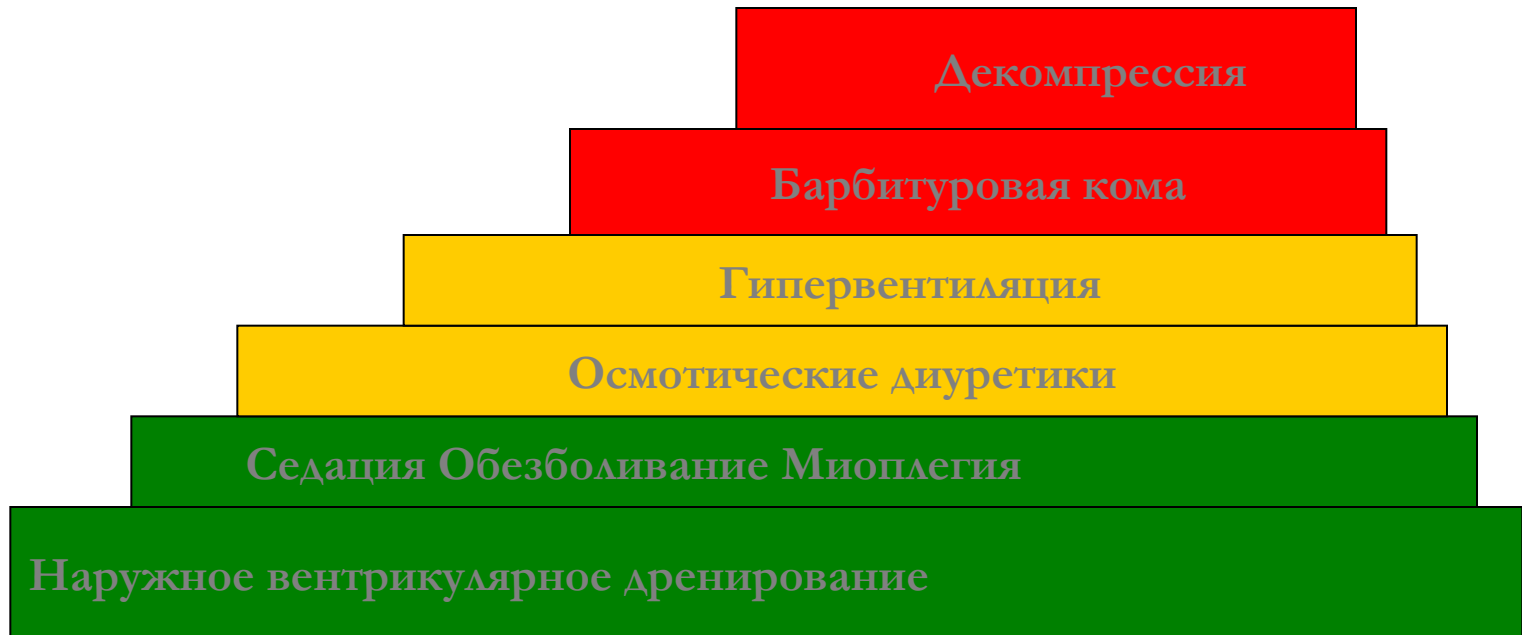 Декомпрессия
Барбитуровая кома
Гипервентиляция
Осмотические диуретики
Седация Обезболивание Миоплегия
Наружное вентрикулярное дренирование